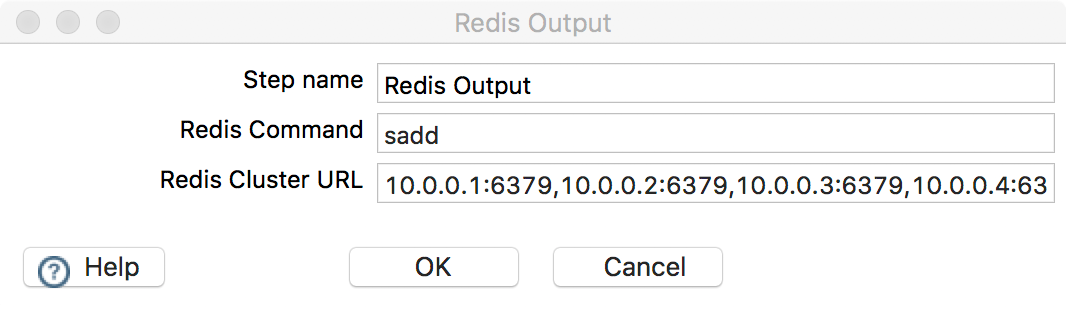 Redis Output
Step name Redis Output
Redis Command sadd
Redis Cluster URL 10.0.0.1:6379,10.0.0.2:6379,10.0.0.3:6379,10.0.0.4:63
? Help OK Cancel